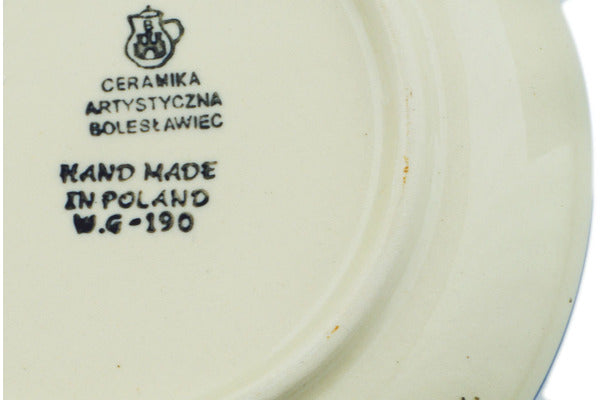 B
CERAMIKA
ARTYSTYCZNA
BOLESŁAWIEC
HAND MADE
IN POLAND
W.G-190